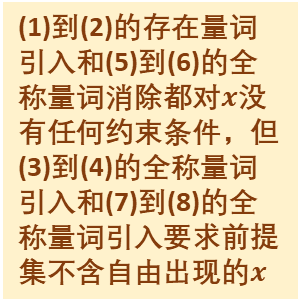 (1)到(2)的存在量词
引入和(5)到(6)的全
称量词消除都对x没
有任何约束条件，但
(3)到(4)的全称量词
引入和(7)到(8)的全
称量词引入要求前提
集不含自由出现的x